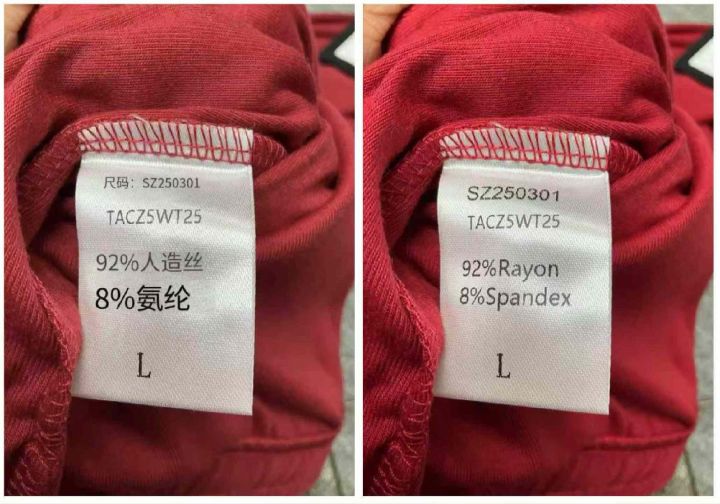 尺码：SZ250301
TACZ5WT25
92%人造丝
8%氨纶
L
SZ250301
TACZ5WT25
92%Rayon
8%Spandex
L